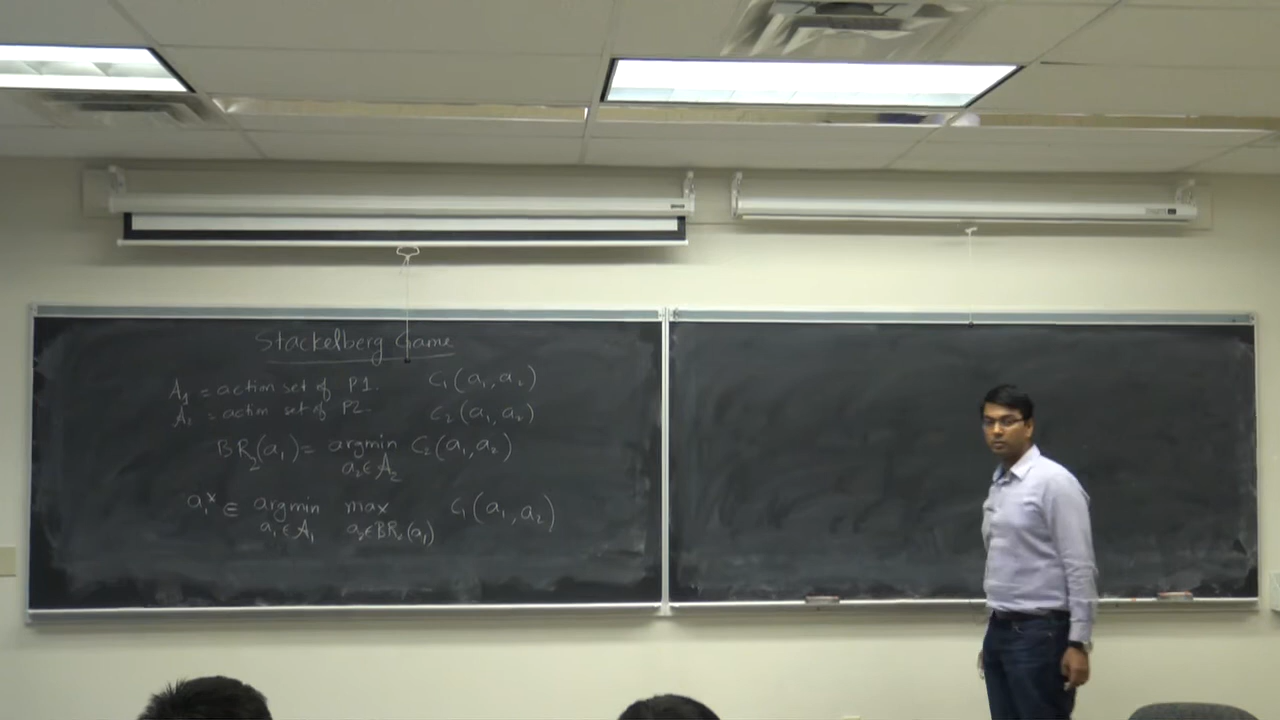 Stackelberg Game
A₁ = action set of P1. C₁(a₁, a₂)
A₂ = action set of P2. C₂(a₁, a₂)
BR₂(a₁) = argmin C₂(a₁, a₂)
a₂∈A₂
a₁* ∈ argmin max C₁(a₁, a₂)
a₁∈A₁ a₂∈BR₂(a₁)